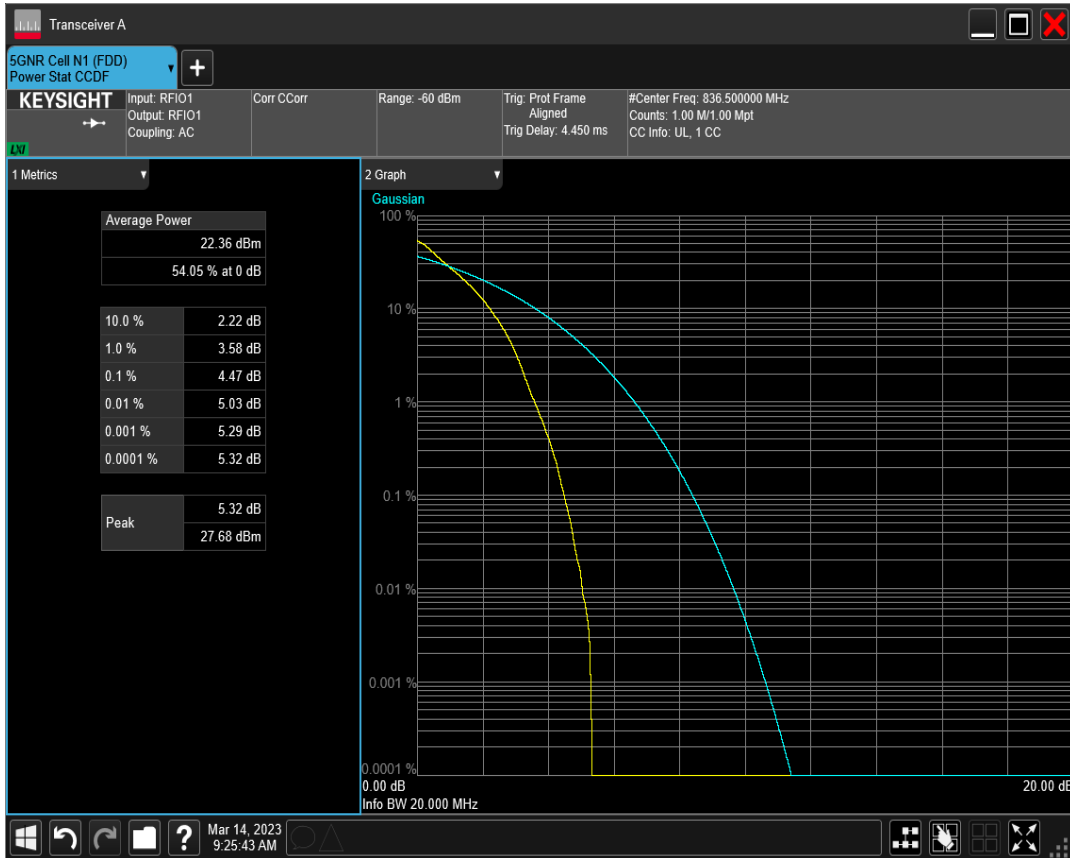 Transceiver A
5GNR Cell N1 (FDD)
Power Stat CCDF
+
KEYSIGHT
LXI
Input: RFIO1
Output: RFIO1
Coupling: AC
Corr CCorr
Range: -60 dBm
Trig: Prot Frame
Aligned
Trig Delay: 4.450 ms
#Center Freq: 836.500000 MHz
Counts: 1.00 M/1.00 Mpt
CC Info: UL, 1 CC
1 Metrics
Average Power
22.36 dBm
54.05 % at 0 dB
10.0 % 2.22 dB
1.0 % 3.58 dB
0.1 % 4.47 dB
0.01 % 5.03 dB
0.001 % 5.29 dB
0.0001 % 5.32 dB
Peak
5.32 dB
27.68 dBm
2 Graph
Gaussian
100 %
10 %
1 %
0.1 %
0.01 %
0.001 %
0.0001 %
0.00 dB 20.00 dB
Info BW 20.000 MHz
?
Mar 14, 2023
9:25:43 AM